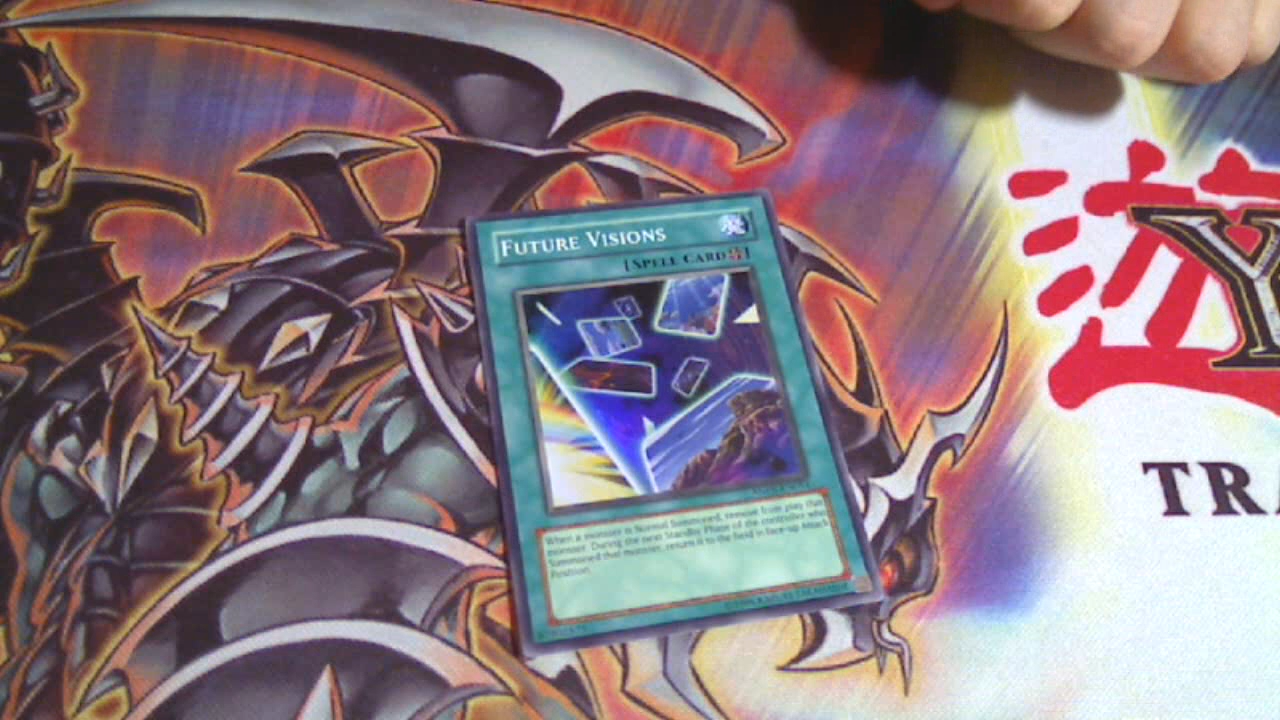 FUTURE VISIONS
[SPELL CARD]
When a monster is Normal Summoned, remove from play that
monster. During the next Standby Phase of the controller who
Summoned that monster, return it to the field in face-up Attack
Position.
遊
Y
TRA